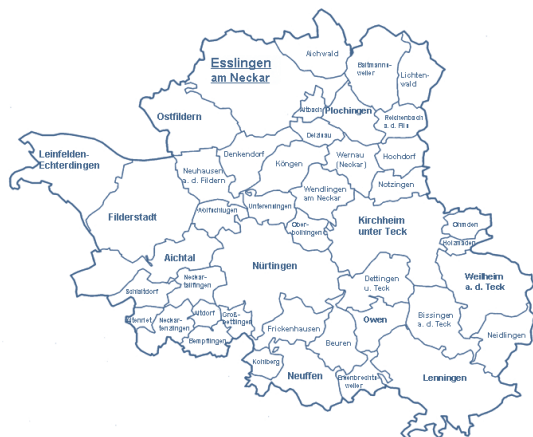 Aichwald
Esslingen
am Neckar
Baltmanns-
weiler
Lichten-
wald
Altbach
Plochingen
Ostfildern
Reichenbach
a. d. Fils
Deizisau
Leinfelden-
Echterdingen
Denkendorf
Köngen
Wernau
(Neckar)
Hochdorf
Neuhausen
a. d. Fildern
Notzingen
Wendlingen
am Neckar
Wolfschlugen
Unterensingen
Filderstadt
Kirchheim
unter Teck
Ohmden
Ober-
boihingen
Holzmaden
Aichtal
Nürtingen
Neckar-
tailfingen
Dettingen
u. Teck
Weilheim
a. d. Teck
Schlaitdorf
Altenriet
Neckar-
tenzlingen
Altdorf
Groß-
bettlingen
Owen
Bissingen
a. d. Teck
Frickenhausen
Bempflingen
Beuren
Neidlingen
Kohlberg
Neuffen
Erkenbrechts-
weiler
Lenningen